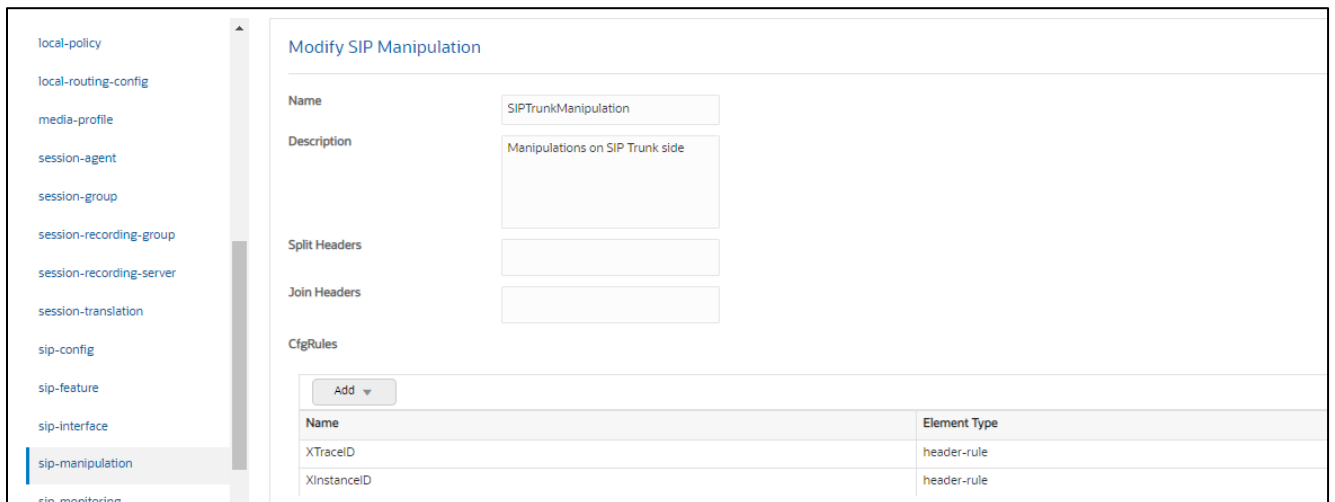 local-policy
local-routing-config
media-profile
session-agent
session-group
session-recording-group
session-recording-server
session-translation
sip-config
sip-feature
sip-interface
sip-manipulation
sip-monitoring
Modify SIP Manipulation
Name
SIPTrunkManipulation
Description
Manipulations on SIP Trunk side
Split Headers
Join Headers
CfgRules
Add
Name Element Type
XTraceID header-rule
XInstanceID header-rule